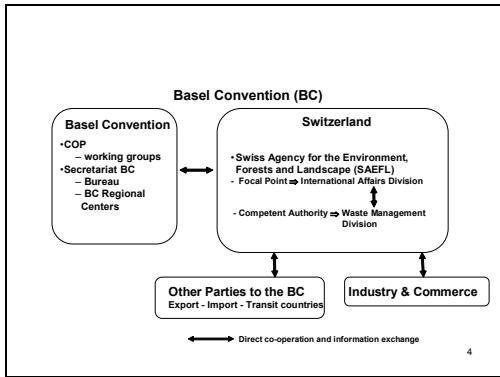 Basel Convention (BC)
Basel Convention
•COP
– working groups
•Secretariat BC
– Bureau
– BC Regional
Centers
Switzerland
•Swiss Agency for the Environment,
Forests and Landscape (SAEFL)
- Focal Point ⇒ International Affairs Division
- Competent Authority ⇒ Waste Management
Division
Other Parties to the BC
Export - Import - Transit countries
Industry & Commerce
Direct co-operation and information exchange
4